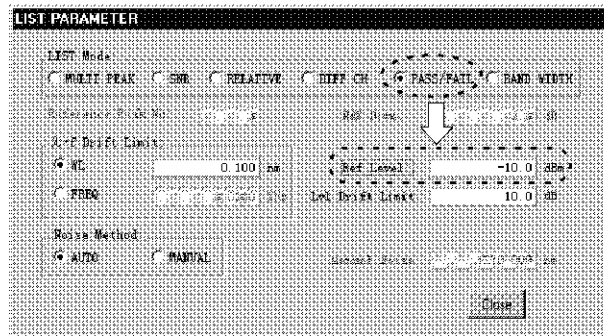 LIST PARAMETER
LIST Mode
MULTI PEAK SNR RELATIVE DIFF CH PASS/FAIL BAND WIDTH
Drift Limit
WL 0.100 nm
Ref Level -10.0 dBm
FREQ
Lvl Drift Limit 10.0 dB
Noise Method
AUTO MANUAL
Close